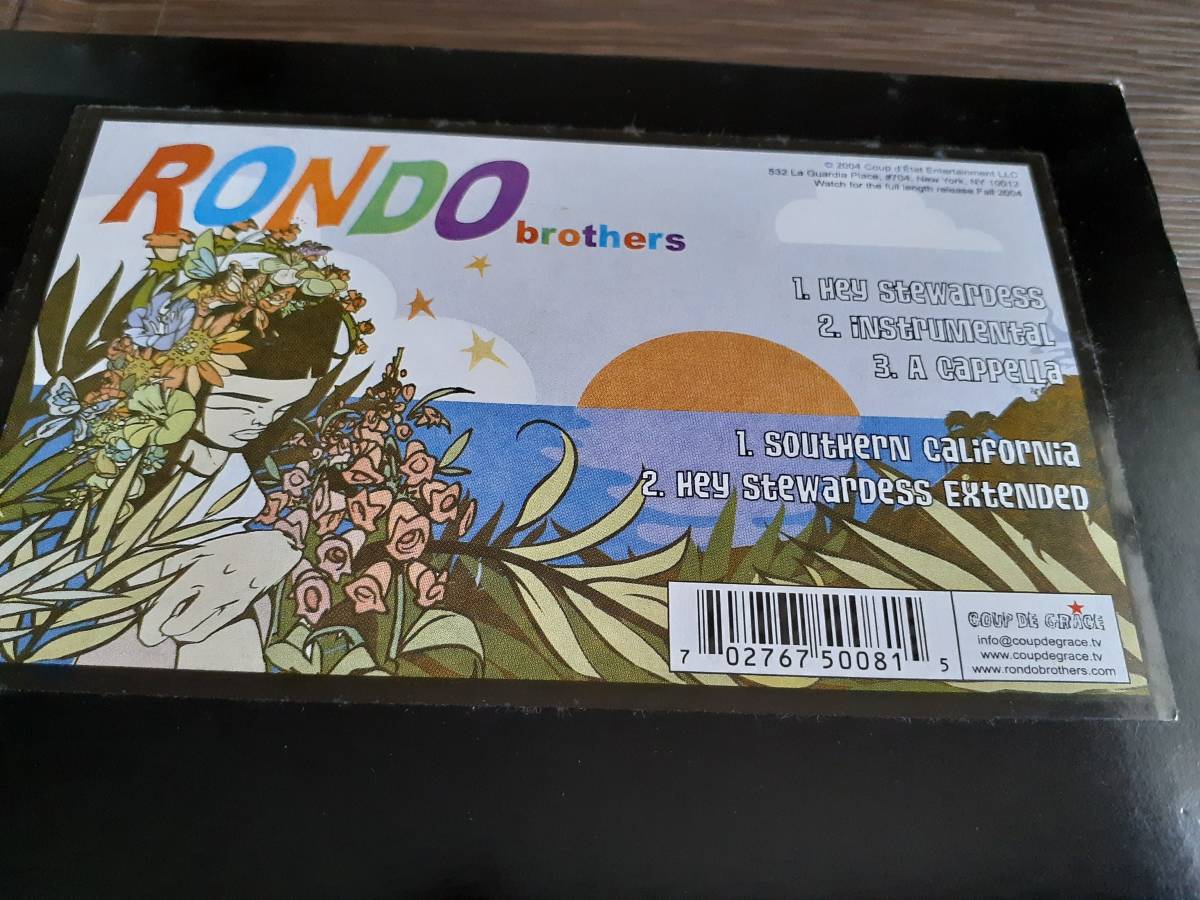 RONDO
brothers
© 2004 Coup d'État Entertainment LLC
532 La Guardia Place, #704, New York, NY 10012
Watch for the full length release Fall 2004
1. Hey Stewardess
2. Instrumental
3. A Cappella
1. Southern California
2. Hey Stewardess Extended
7 02767 50081 5
COUP DE GRÂCE
info@coupdegrace.tv
www.coupdegrace.tv
www.rondobrothers.com